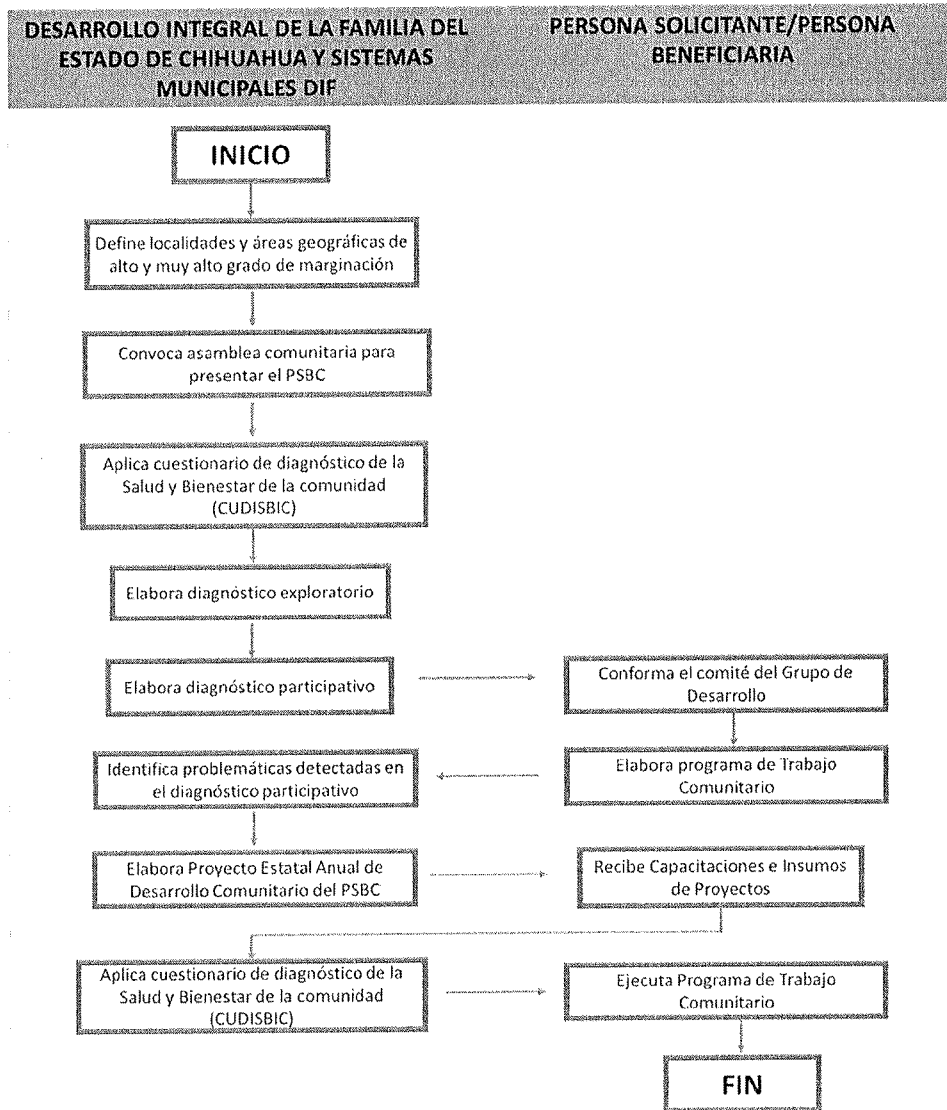 DESARROLLO INTEGRAL DE LA FAMILIA DEL
ESTADO DE CHIHUAHUA Y SISTEMAS
MUNICIPALES DIF
PERSONA SOLICITANTE/PERSONA
BENEFICIARIA
INICIO
Define localidades y áreas geográficas de
alto y muy alto grado de marginación
Convoca asamblea comunitaria para
presentar el PSBC
Aplica cuestionario de diagnóstico de la
Salud y Bienestar de la comunidad
(CUDISBIC)
Elabora diagnóstico exploratorio
Elabora diagnóstico participativo
Conforma el comité del Grupo de
Desarrollo
Elabora programa de Trabajo
Comunitario
Identifica problemáticas detectadas en
el diagnóstico participativo
Elabora Proyecto Estatal Anual de
Desarrollo Comunitario del PSBC
Recibe Capacitaciones e Insumos
de Proyectos
Aplica cuestionario de diagnóstico de la
Salud y Bienestar de la comunidad
(CUDISBIC)
Ejecuta Programa de Trabajo
Comunitario
FIN